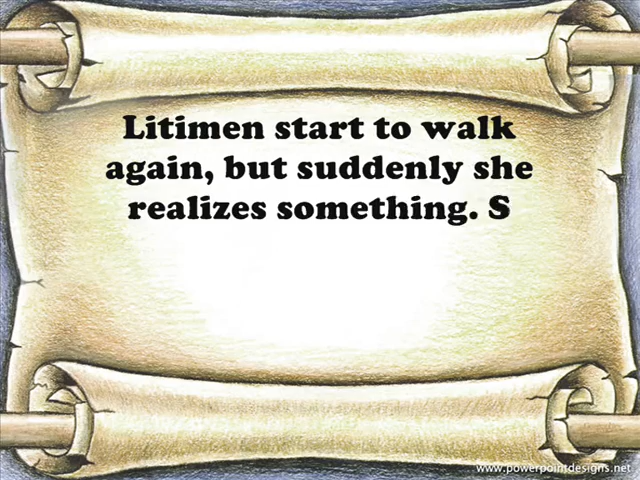 Litimen start to walk
again, but suddenly she
realizes something. S
www.powerpointdesigns.net